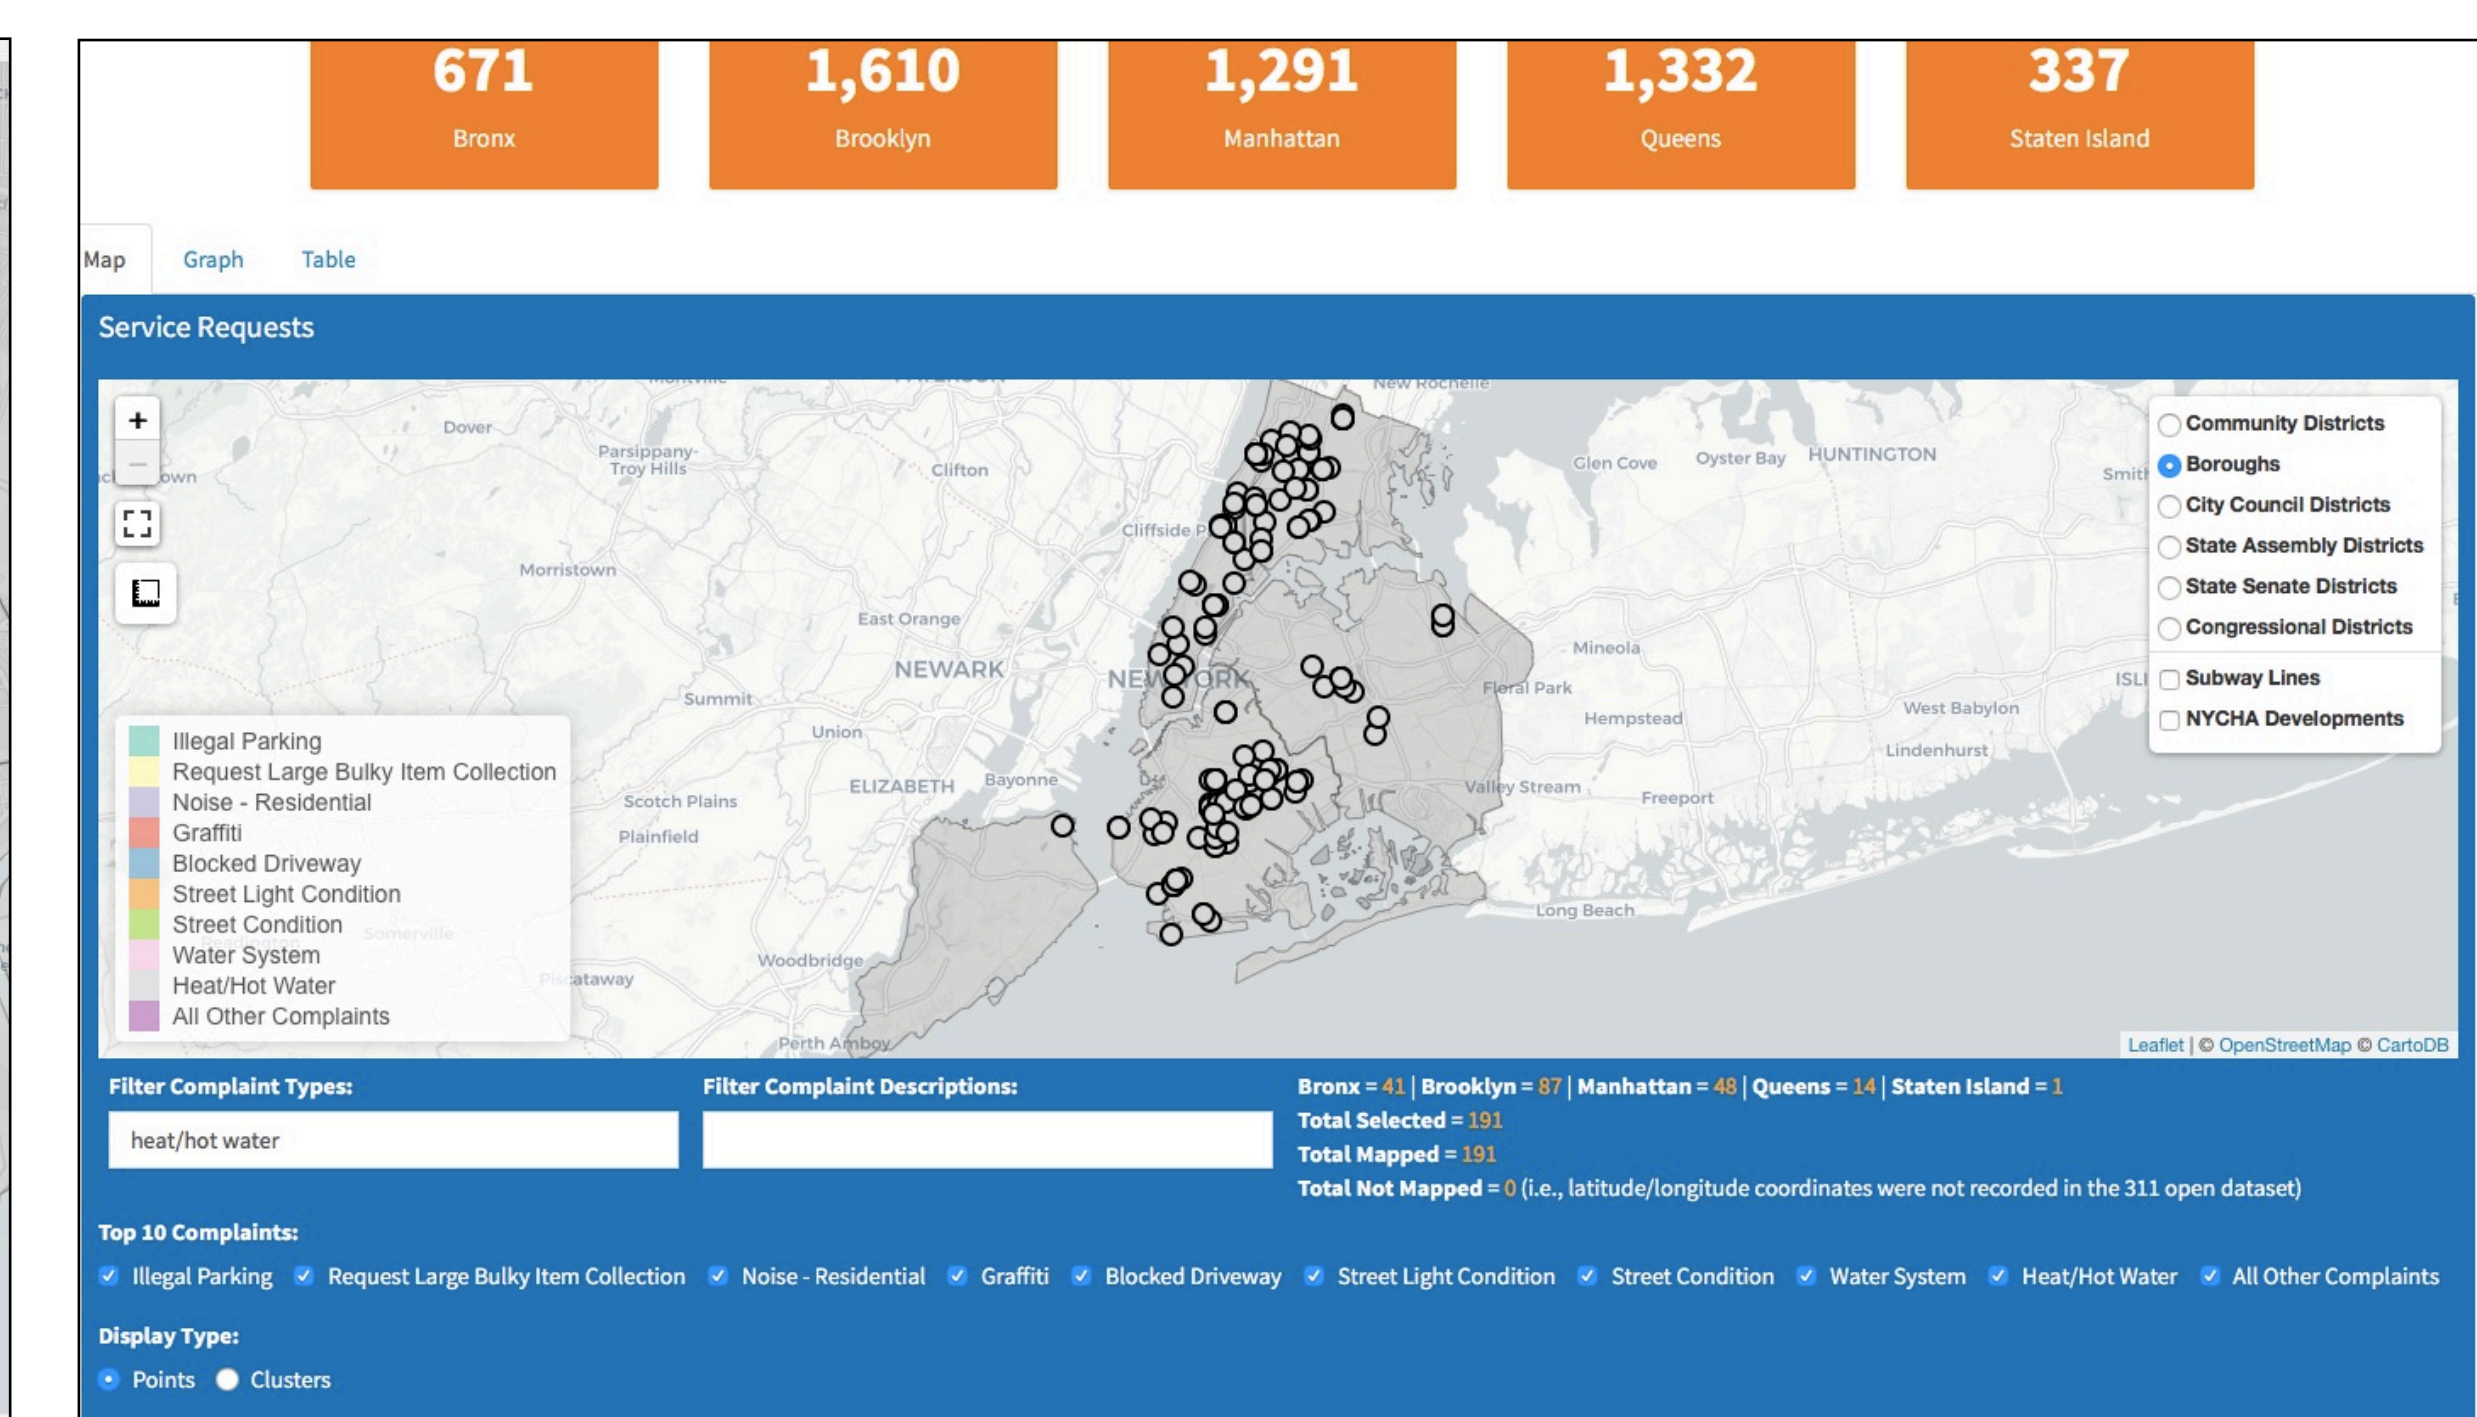 671
1,610
1,291
1,332
337
Bronx
Brooklyn
Manhattan
Queens
Staten Island
Map
Graph
Table
Service Requests
+
−
New Rochelle
Dover
Parsippany-
Troy Hills
Clifton
Cliffside P
Morristown
East Orange
NEWARK
NEW YORK
Summit
Union
ELIZABETH
Bayonne
Scotch Plains
Plainfield
Somerville
Woodbridge
Piscataway
Perth Amboy
Glen Cove
Oyster Bay
HUNTINGTON
Smith
Mineola
Floral Park
Hempstead
West Babylon
ISLI
Lindenhurst
Valley Stream
Freeport
Long Beach
Community Districts
Boroughs
City Council Districts
State Assembly Districts
State Senate Districts
Congressional Districts
Subway Lines
NYCHA Developments
Illegal Parking
Request Large Bulky Item Collection
Noise - Residential
Graffiti
Blocked Driveway
Street Light Condition
Street Condition
Water System
Heat/Hot Water
All Other Complaints
Leaflet | © OpenStreetMap © CartoDB
Filter Complaint Types:
heat/hot water
Filter Complaint Descriptions:
Bronx = 41 | Brooklyn = 87 | Manhattan = 48 | Queens = 14 | Staten Island = 1
Total Selected = 191
Total Mapped = 191
Total Not Mapped = 0 (i.e., latitude/longitude coordinates were not recorded in the 311 open dataset)
Top 10 Complaints:
Illegal Parking Request Large Bulky Item Collection Noise - Residential Graffiti Blocked Driveway Street Light Condition Street Condition Water System Heat/Hot Water All Other Complaints
Display Type:
Points Clusters